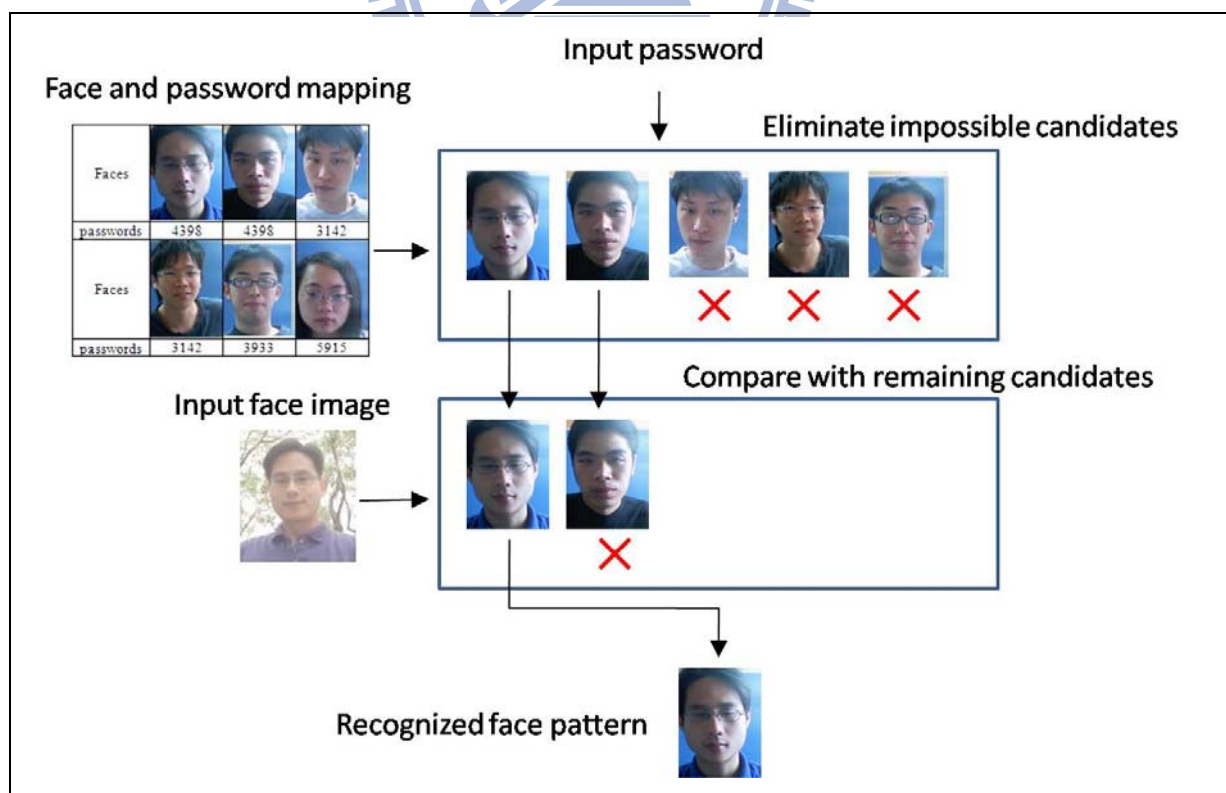 Input password
Face and password mapping
Eliminate impossible candidates
Faces
passwords 4398 4398 3142
Faces
passwords 3142 3933 5915
Compare with remaining candidates
Input face image
Recognized face pattern